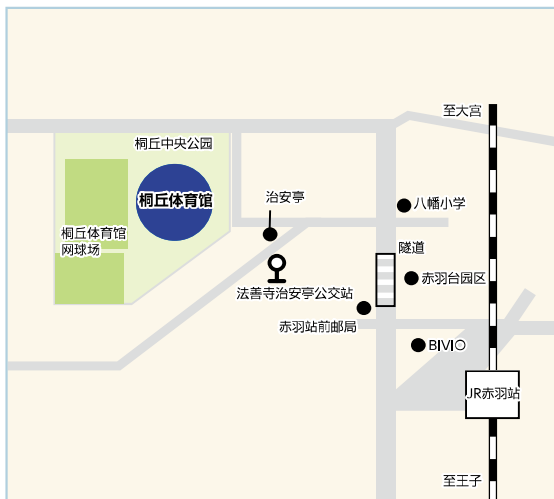 至大宫
桐丘中央公园
桐丘体育馆
治安亭
八幡小学
桐丘体育馆
网球场
隧道
赤羽台园区
法善寺治安亭公交站
赤羽站前邮局
BIVIO
JR赤羽站
至王子